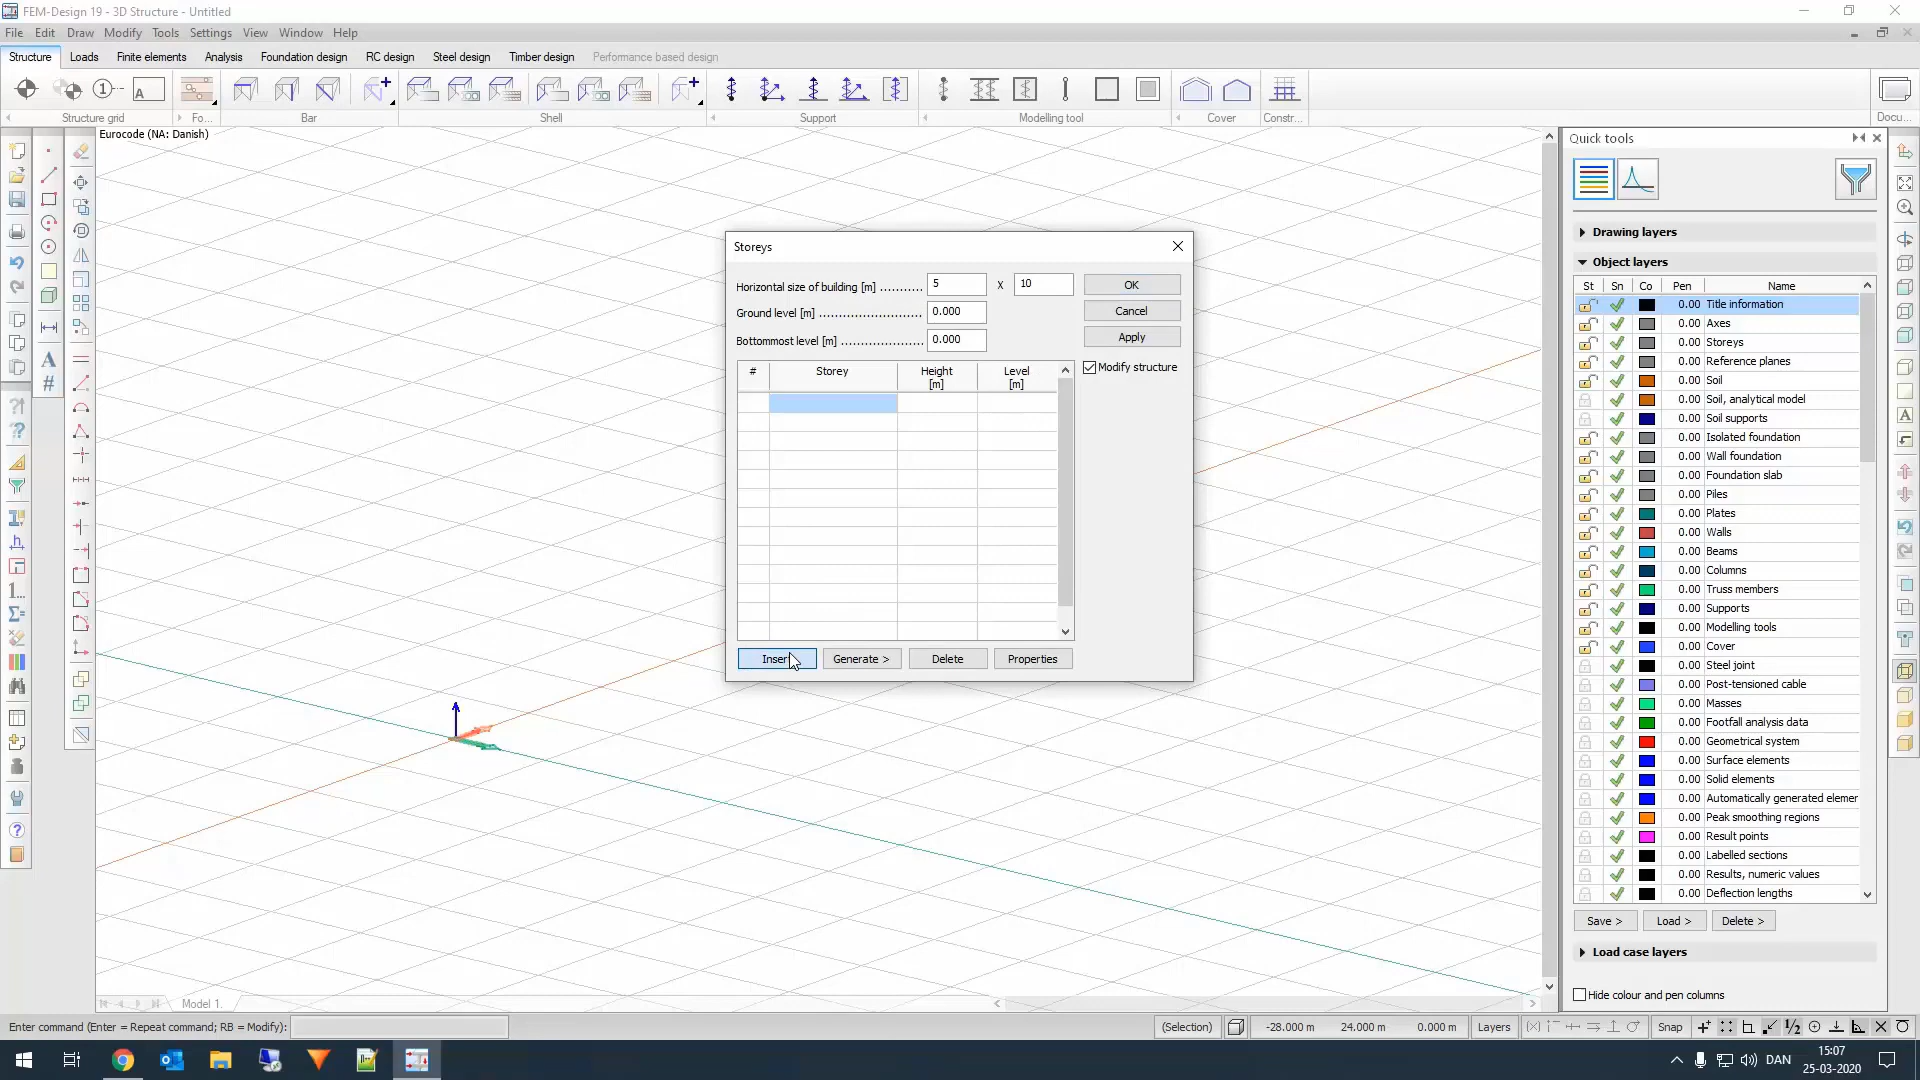 FEM-Design 19 - 3D Structure - Untitled
File Edit Draw Modify Tools Settings View Window Help
Structure Loads Finite elements Analysis Foundation design RC design Steel design Timber design Performance based design
Structure grid Fo... Bar Shell Support Modelling tool Cover Constr... Docu...
Eurocode (NA: Danish)
Storeys
Horizontal size of building [m] ........... 5 X 10
OK
Ground level [m] .......................... 0.000
Cancel
Bottommost level [m] ..................... 0.000
Apply
Modify structure
# Storey Height [m] Level [m]
Insert Generate > Delete Properties
Quick tools
Drawing layers
Object layers
St Sn Co Pen Name
0.00 Title information
0.00 Axes
0.00 Storeys
0.00 Reference planes
0.00 Soil
0.00 Soil, analytical model
0.00 Soil supports
0.00 Isolated foundation
0.00 Wall foundation
0.00 Foundation slab
0.00 Piles
0.00 Plates
0.00 Walls
0.00 Beams
0.00 Columns
0.00 Truss members
0.00 Supports
0.00 Modelling tools
0.00 Cover
0.00 Steel joint
0.00 Post-tensioned cable
0.00 Masses
0.00 Footfall analysis data
0.00 Geometrical system
0.00 Surface elements
0.00 Solid elements
0.00 Automatically generated elemer
0.00 Peak smoothing regions
0.00 Result points
0.00 Labelled sections
0.00 Results, numeric values
0.00 Deflection lengths
Save > Load > Delete >
Load case layers
Hide colour and pen columns
Model 1.
Enter command (Enter = Repeat command; RB = Modify):
(Selection) -28.000 m 24.000 m 0.000 m Layers Snap 1/2
DAN 15:07
25-03-2020